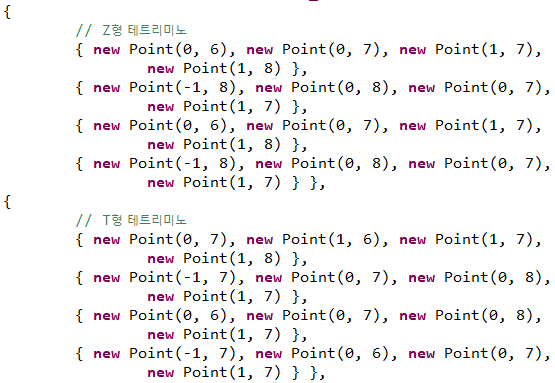 {
// Z형 테트리미노
{ new Point(0, 6), new Point(0, 7), new Point(1, 7),
new Point(1, 8) },
{ new Point(-1, 8), new Point(0, 8), new Point(0, 7),
new Point(1, 7) },
{ new Point(0, 6), new Point(0, 7), new Point(1, 7),
new Point(1, 8) },
{ new Point(-1, 8), new Point(0, 8), new Point(0, 7),
new Point(1, 7) } },
{
// T형 테트리미노
{ new Point(0, 7), new Point(1, 6), new Point(1, 7),
new Point(1, 8) },
{ new Point(-1, 7), new Point(0, 7), new Point(0, 8),
new Point(1, 7) },
{ new Point(0, 6), new Point(0, 7), new Point(0, 8),
new Point(1, 7) },
{ new Point(-1, 7), new Point(0, 6), new Point(0, 7),
new Point(1, 7) } },